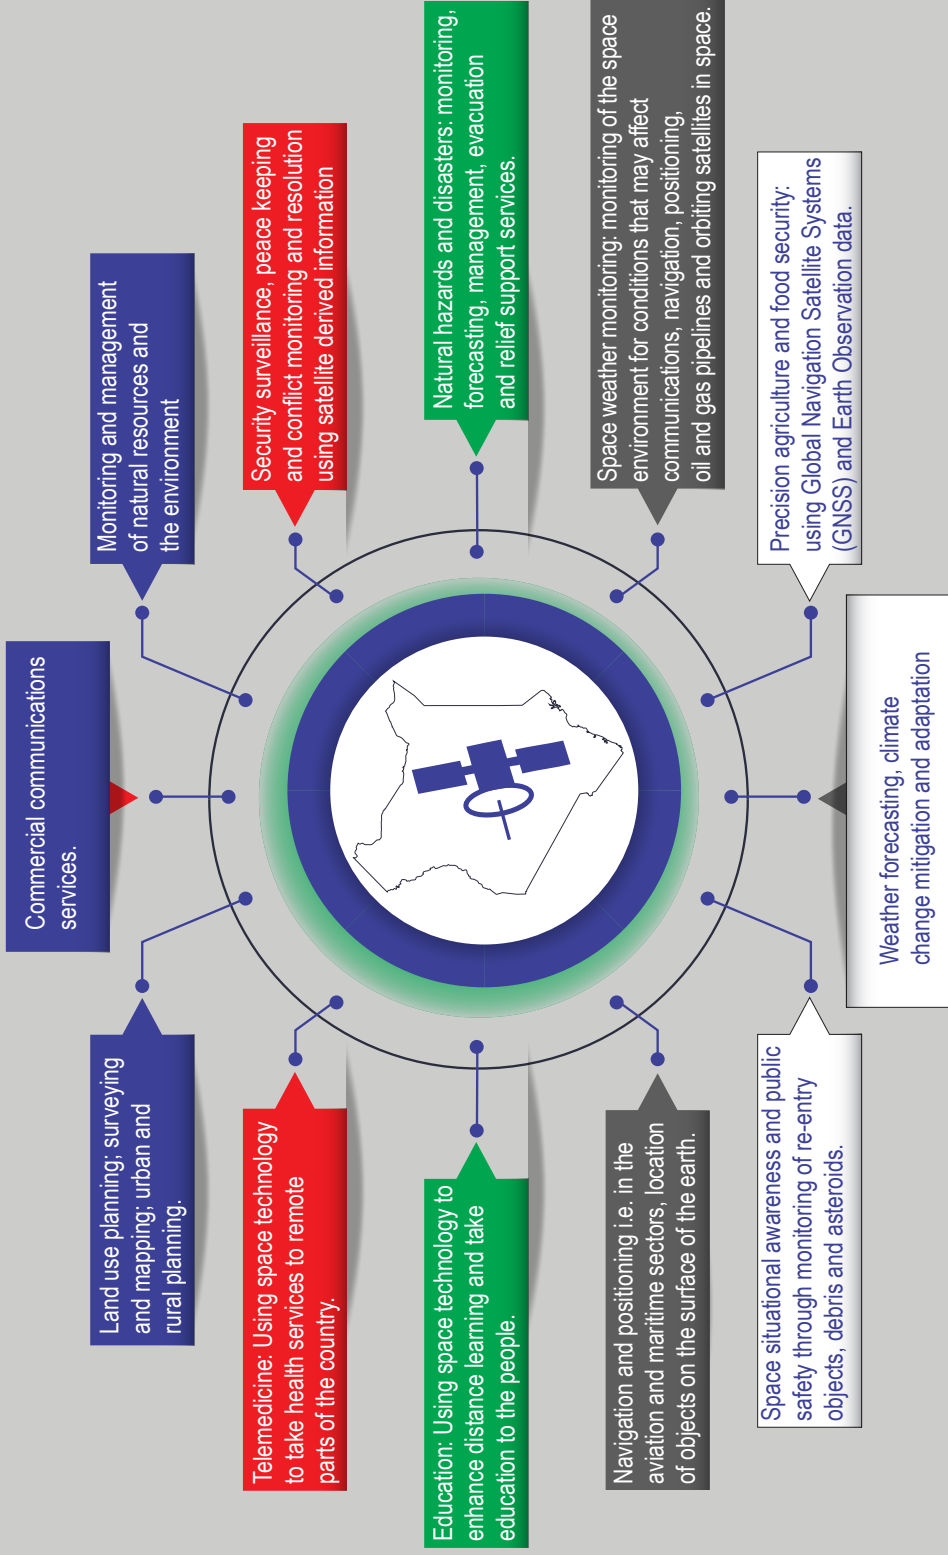 Commercial communications
services.
Monitoring and management
of natural resources and
the environment
Security surveillance, peace keeping
and conflict monitoring and resolution
using satellite derived information
Natural hazards and disasters: monitoring,
forecasting, management, evacuation
and relief support services.
Space weather monitoring: monitoring of the space
environment for conditions that may affect
communications, navigation, positioning,
oil and gas pipelines and orbiting satellites in space.
Precision agriculture and food security:
using Global Navigation Satellite Systems
(GNSS) and Earth Observation data.
Weather forecasting, climate
change mitigation and adaptation
Space situational awareness and public
safety through monitoring of re-entry
objects, debris and asteroids.
Navigation and positioning i.e. in the
aviation and maritime sectors, location
of objects on the surface of the earth.
Education: Using space technology to
enhance distance learning and take
education to the people.
Telemedicine: Using space technology
to take health services to remote
parts of the country.
Land use planning; surveying
and mapping; urban and
rural planning.